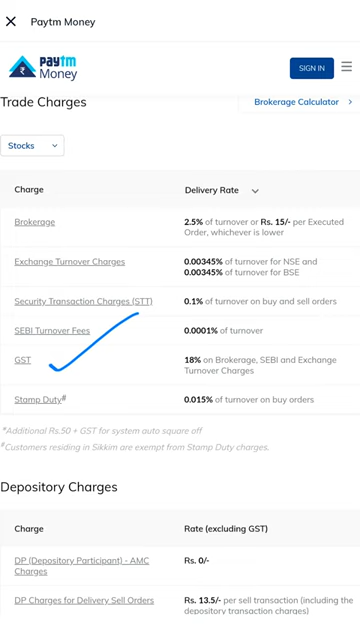 Paytm Money
paytm
Money
SIGN IN
Trade Charges
Brokerage Calculator
Stocks
Charge
Delivery Rate
Brokerage
2.5% of turnover or Rs. 15/- per Executed
Order, whichever is lower
Exchange Turnover Charges
0.00345% of turnover for NSE and
0.00345% of turnover for BSE
Security Transaction Charges (STT)
0.1% of turnover on buy and sell orders
SEBI Turnover Fees
0.0001% of turnover
GST
18% on Brokerage, SEBI and Exchange
Turnover Charges
Stamp Duty#
0.015% of turnover on buy orders
*Additional Rs.50 + GST for system auto square off
#Customers residing in Sikkim are exempt from Stamp Duty charges.
Depository Charges
Charge
Rate (excluding GST)
DP (Depository Participant) - AMC
Charges
Rs. 0/-
DP Charges for Delivery Sell Orders
Rs. 13.5/- per sell transaction (including the
depository transaction charges)